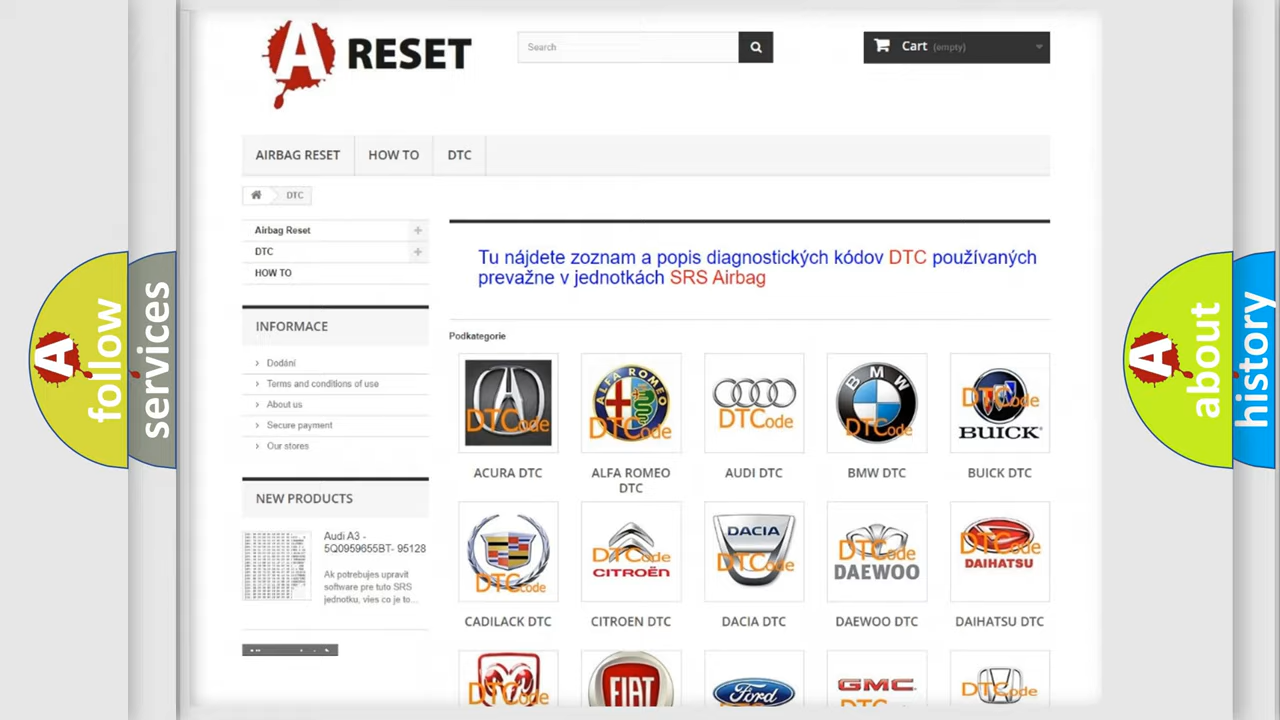 A RESET
Search
Cart (empty)
AIRBAG RESET
HOW TO
DTC
DTC
Airbag Reset
DTC
HOW TO
INFORMACE
Dodání
Terms and conditions of use
About us
Secure payment
Our stores
NEW PRODUCTS
Audi A3 -
5Q0959655BT- 95128
Ak potrebujes upravit
software pre tuto SRS
jednotku, vies co je to...
Tu nájdete zoznam a popis diagnostických kódov DTC používaných
prevažne v jednotkách SRS Airbag
Podkategorie
DTCode
ALFA ROMEO
DTCode
DTCode
BMW
DTCode
DTCode
BUICK
ACURA DTC
ALFA ROMEO
DTC
AUDI DTC
BMW DTC
BUICK DTC
DTCode
DTCode
CITROËN
DACIA
DTCode
DTCode
DAEWOO
DTCode
DAIHATSU
CADILACK DTC
CITROEN DTC
DACIA DTC
DAEWOO DTC
DAIHATSU DTC
DTCode
FIAT
Ford
GMC
DTCode
A follow
services
A about
history